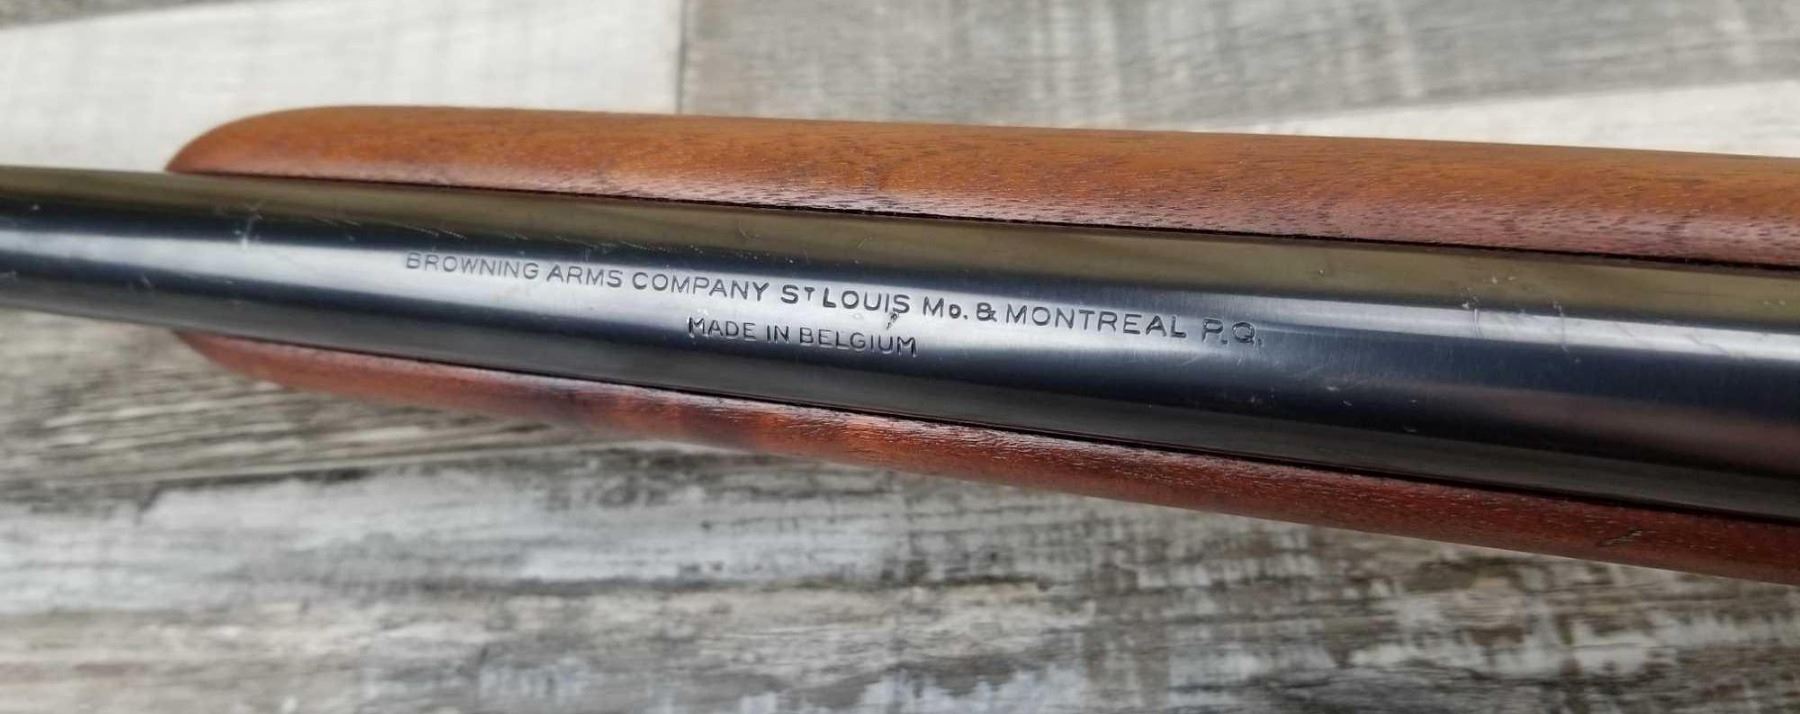 BROWNING ARMS COMPANY ST LOUIS Mo. & MONTREAL P.Q.
MADE IN BELGIUM